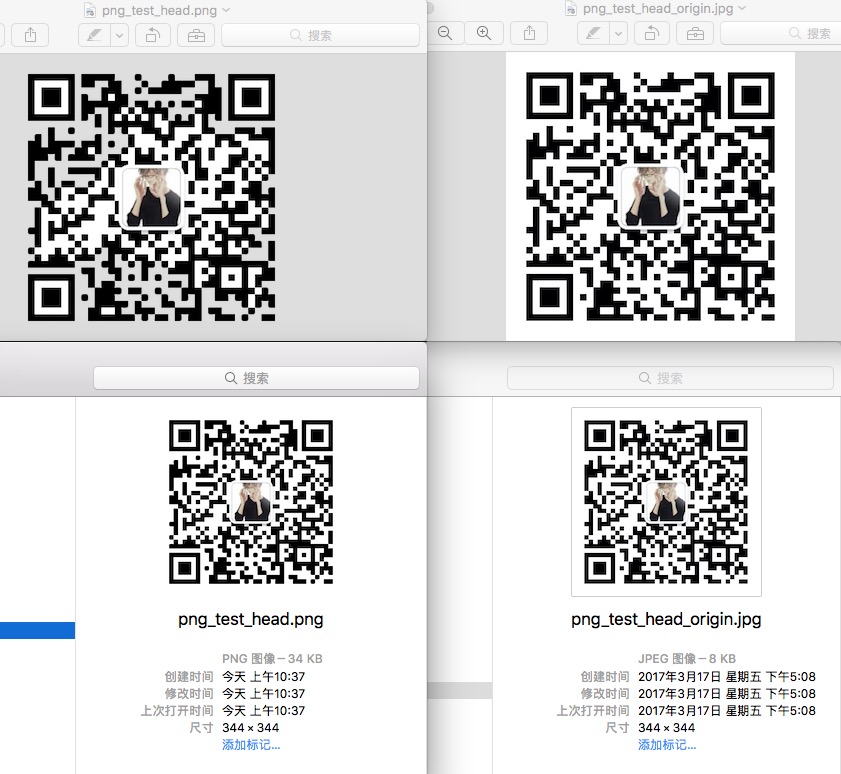 png_test_head.png
搜索
png_test_head_origin.jpg
搜索
搜索
png_test_head.png
PNG 图像－34 KB
创建时间 今天 上午10:37
修改时间 今天 上午10:37
上次打开时间 今天 上午10:37
尺寸 344 × 344
添加标记...
搜索
png_test_head_origin.jpg
JPEG 图像－8 KB
创建时间 2017年3月17日 星期五 下午5:08
修改时间 2017年3月17日 星期五 下午5:08
上次打开时间 2017年3月17日 星期五 下午5:08
尺寸 344 × 344
添加标记...